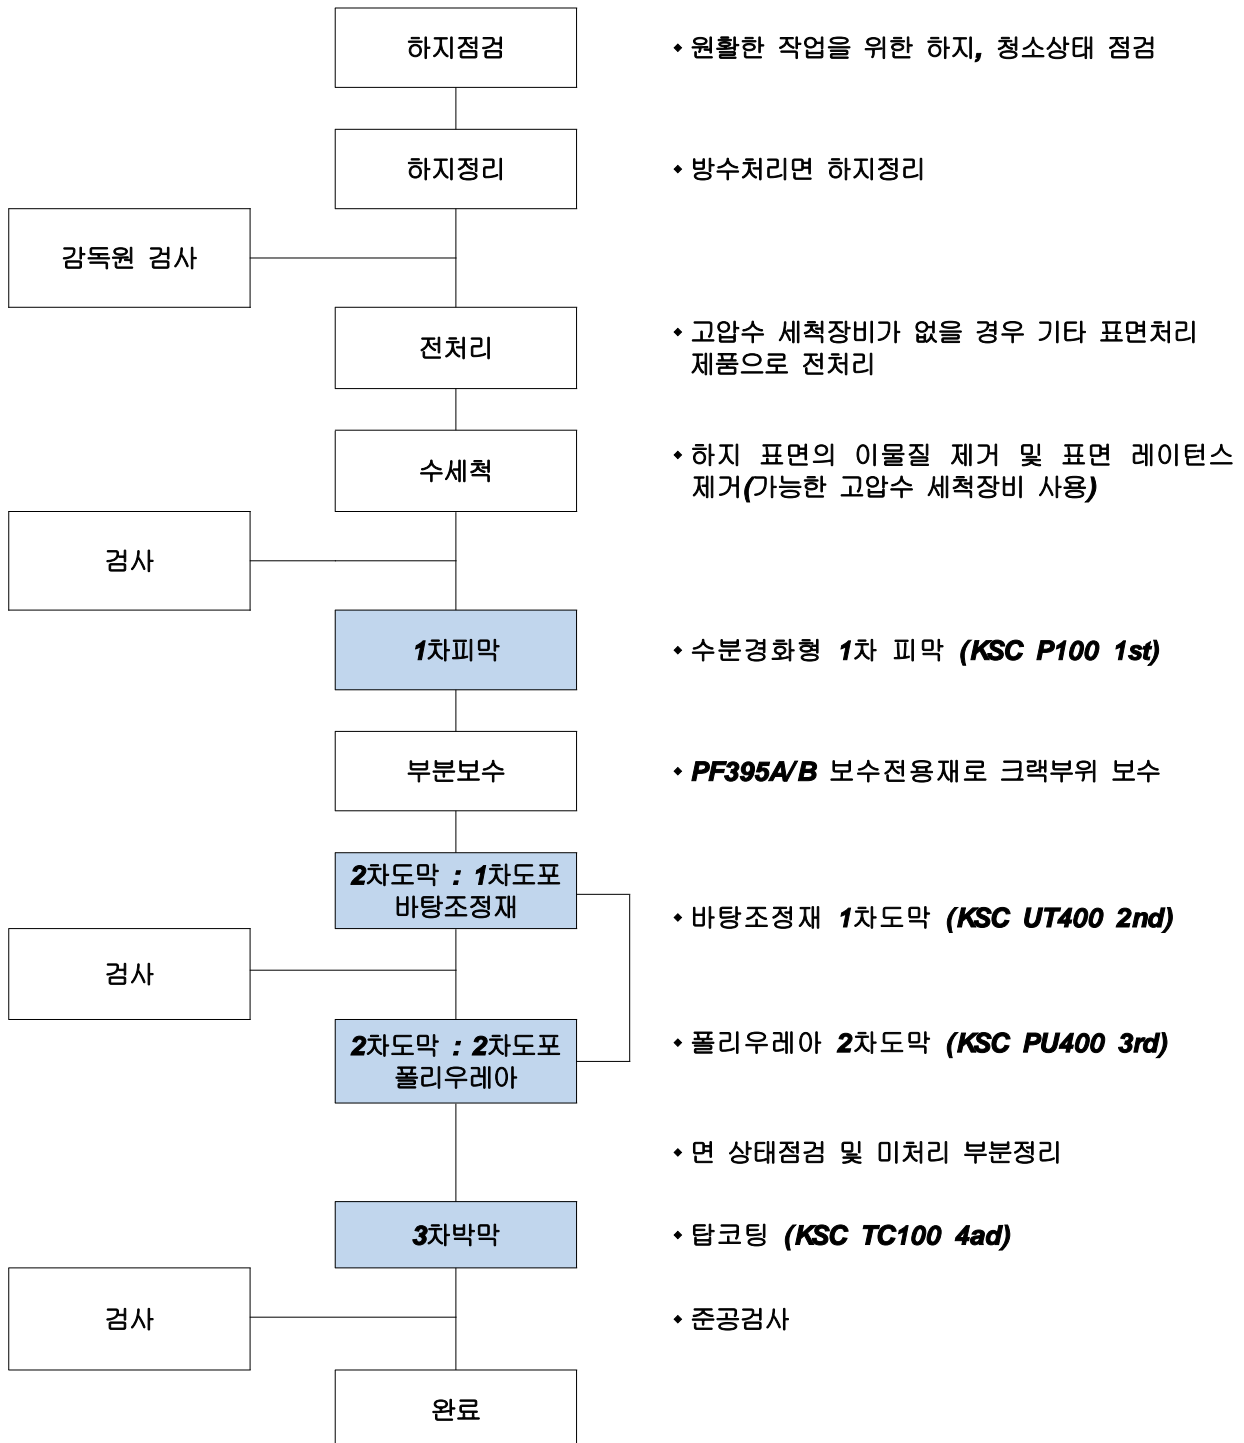 하지점검
◆ 원활한 작업을 위한 하지, 청소상태 점검
하지정리
◆ 방수처리면 하지정리
감독원 검사
전처리
◆ 고압수 세척장비가 없을 경우 기타 표면처리
제품으로 전처리
수세척
◆ 하지 표면의 이물질 제거 및 표면 레이턴스
제거(가능한 고압수 세척장비 사용)
검사
1차피막
◆ 수분경화형 1차 피막 (KSC P100 1st)
부분보수
◆ PF395A/B 보수전용재로 크랙부위 보수
2차도막 : 1차도포
바탕조정재
◆ 바탕조정재 1차도막 (KSC UT400 2nd)
검사
2차도막 : 2차도포
폴리우레아
◆ 폴리우레아 2차도막 (KSC PU400 3rd)
◆ 면 상태점검 및 미처리 부분정리
3차박막
◆ 탑코팅 (KSC TC100 4ad)
검사
◆ 준공검사
완료